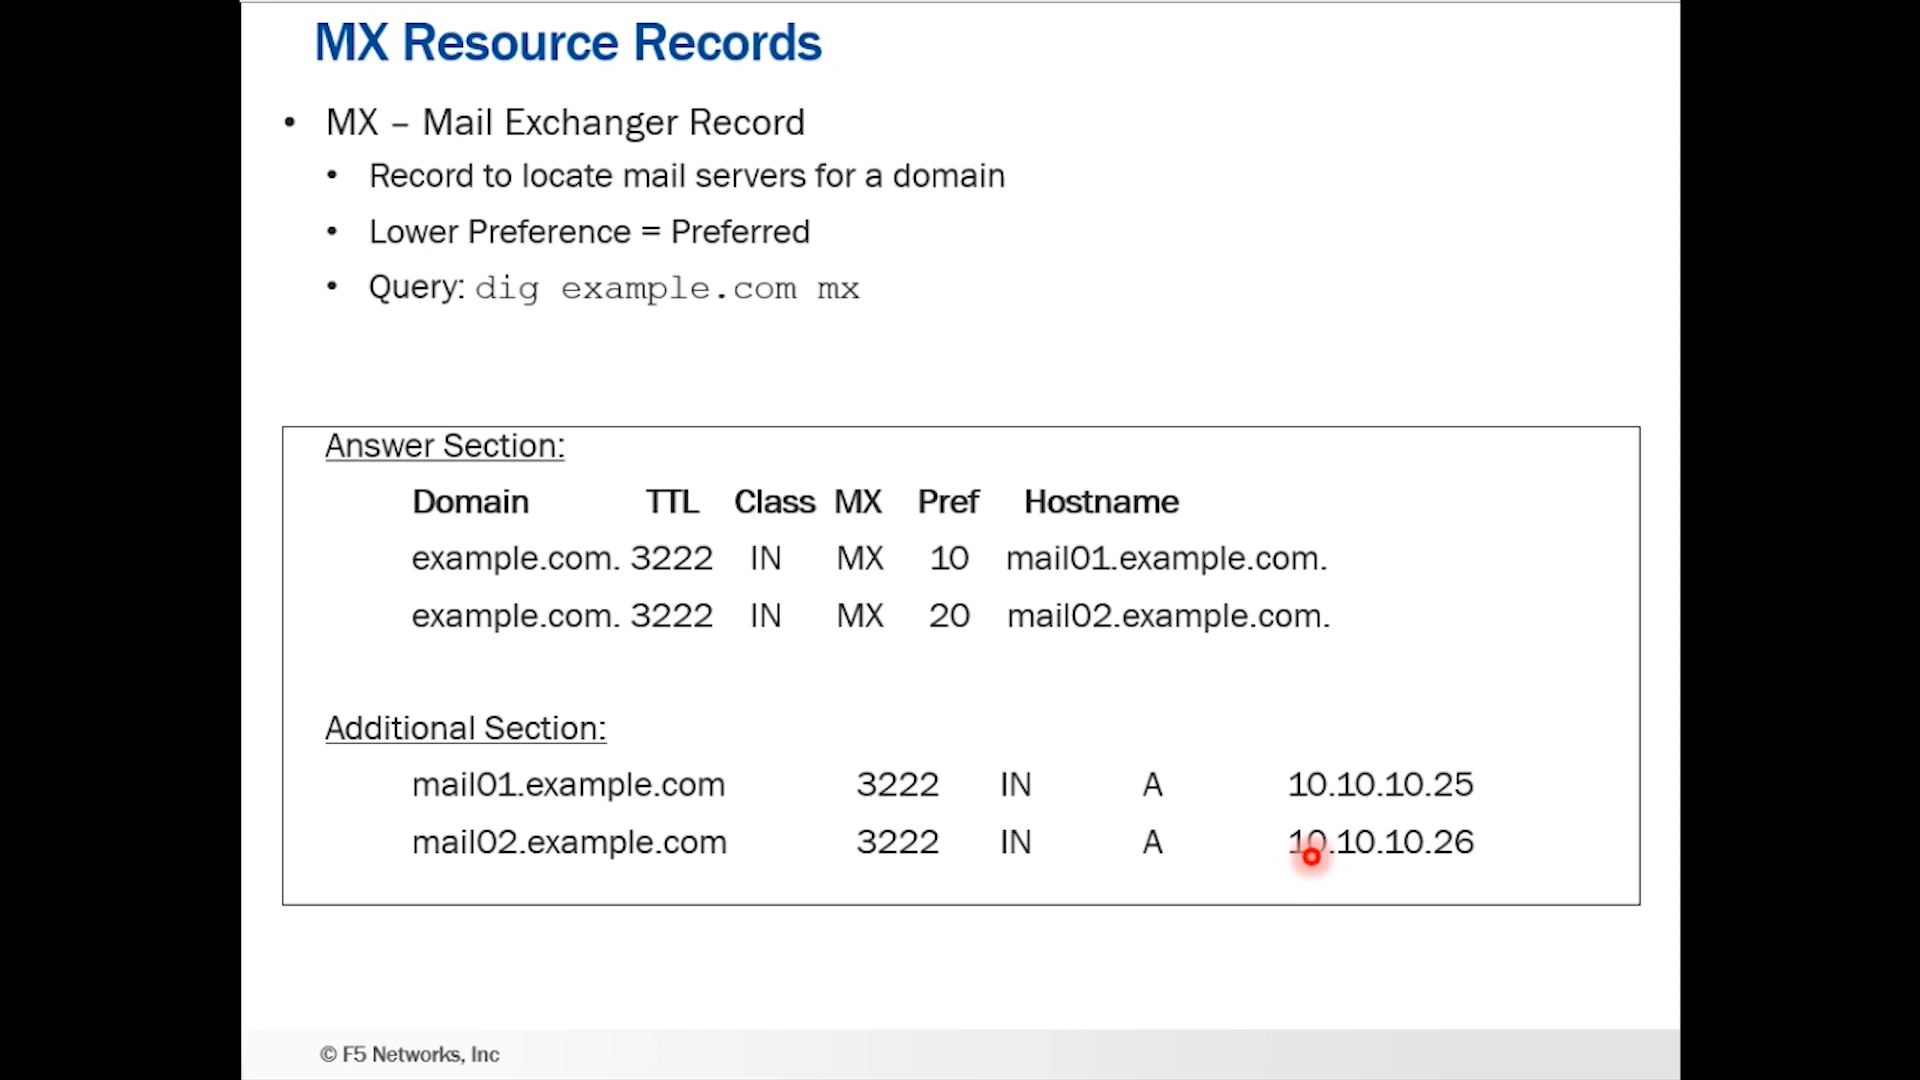 MX Resource Records
• MX – Mail Exchanger Record
• Record to locate mail servers for a domain
• Lower Preference = Preferred
• Query: dig example.com mx
Answer Section:
Domain TTL Class MX Pref Hostname
example.com. 3222 IN MX 10 mail01.example.com.
example.com. 3222 IN MX 20 mail02.example.com.
Additional Section:
mail01.example.com 3222 IN A 10.10.10.25
mail02.example.com 3222 IN A 10.10.10.26
© F5 Networks, Inc